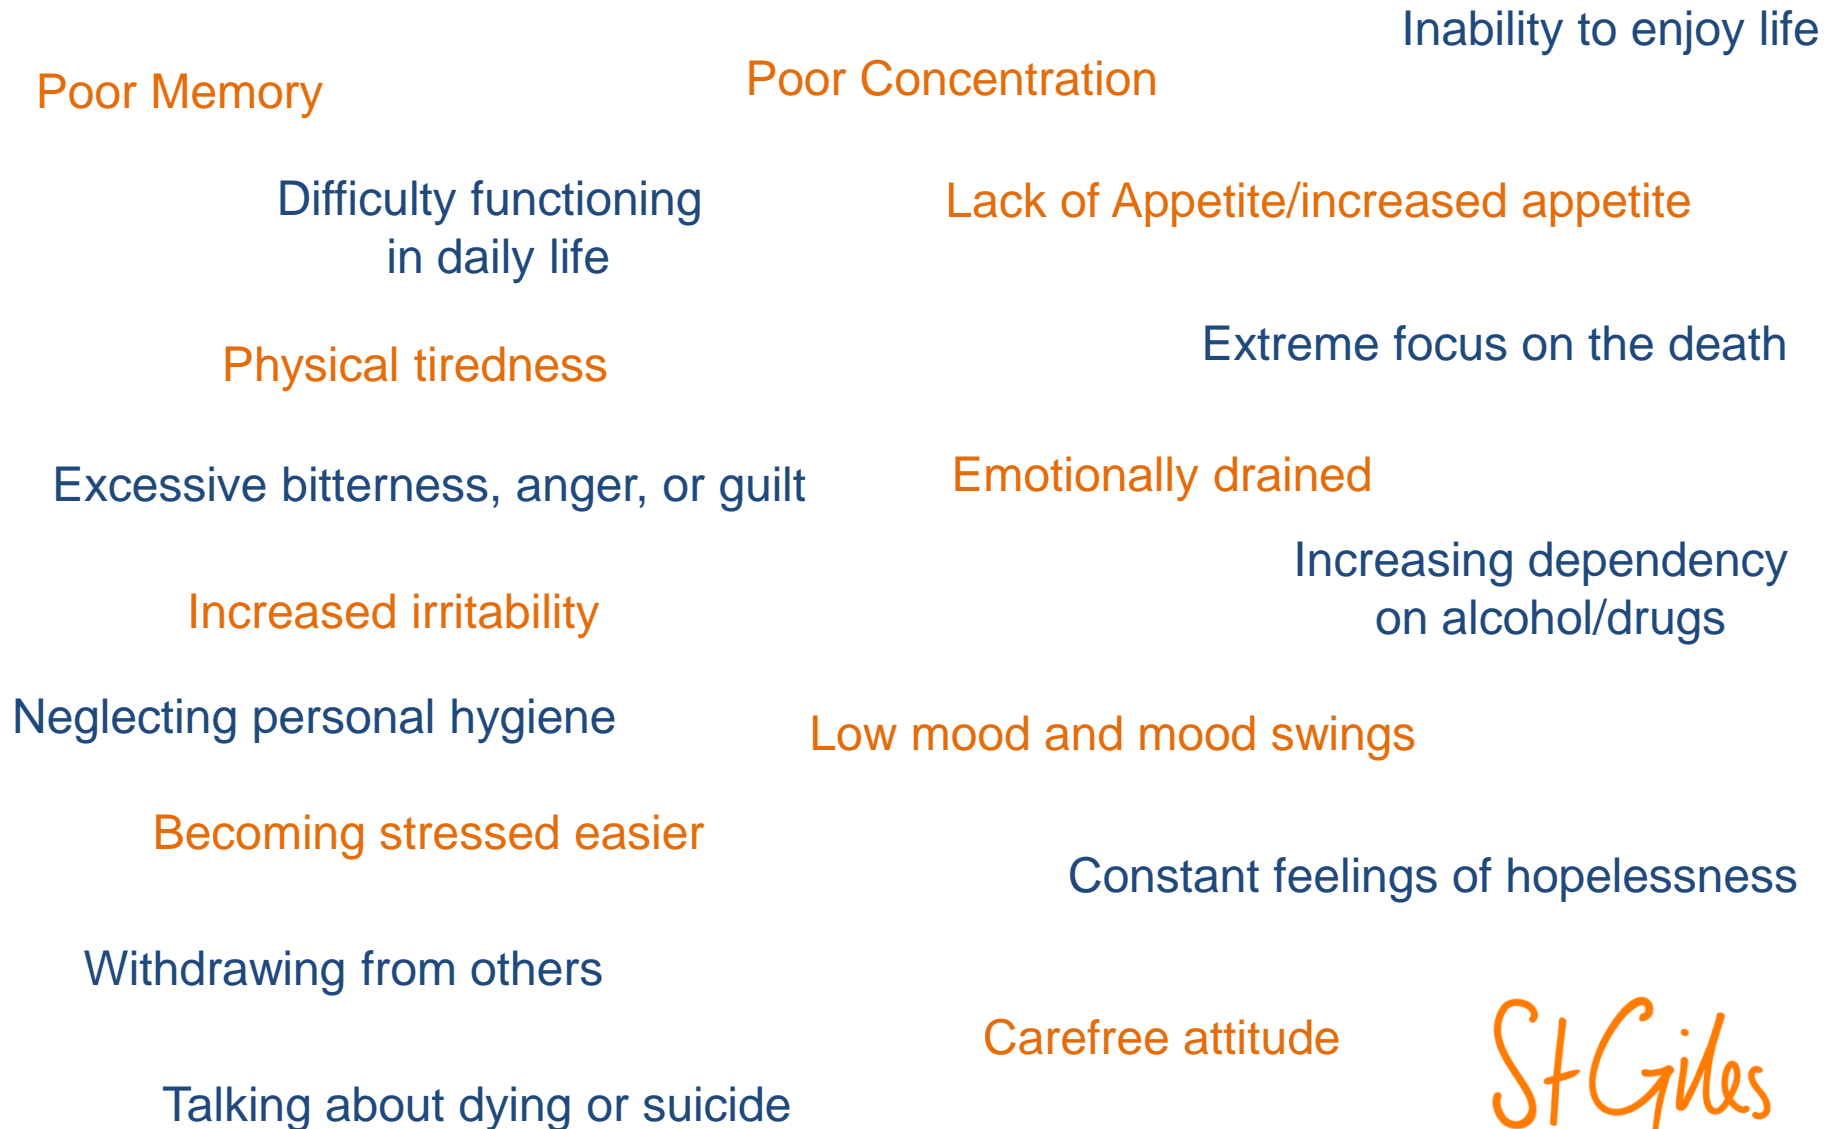 Inability to enjoy life
Poor Memory
Poor Concentration
Difficulty functioning
in daily life
Lack of Appetite/increased appetite
Physical tiredness
Extreme focus on the death
Excessive bitterness, anger, or guilt
Emotionally drained
Increasing dependency
on alcohol/drugs
Increased irritability
Neglecting personal hygiene
Low mood and mood swings
Becoming stressed easier
Constant feelings of hopelessness
Withdrawing from others
Carefree attitude
Talking about dying or suicide
St Giles